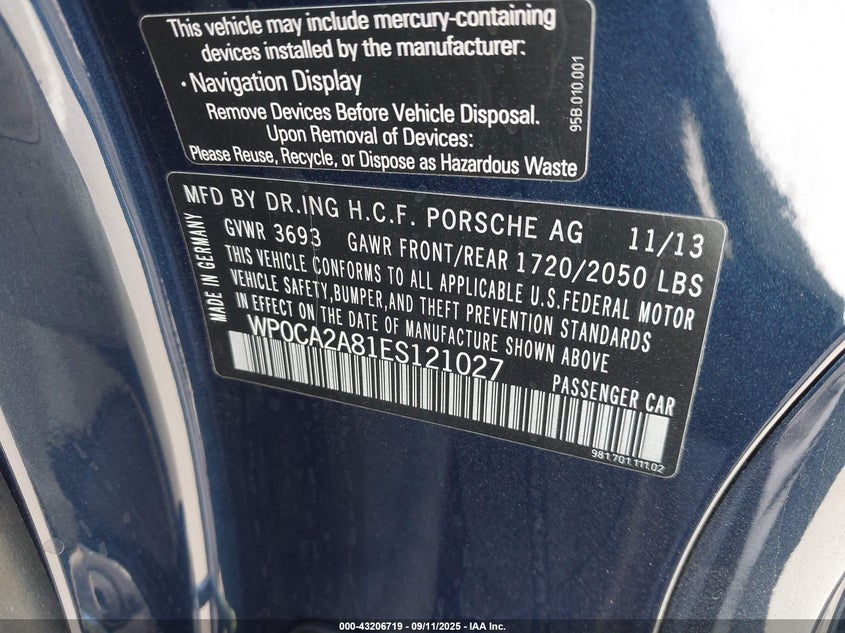 This vehicle may include mercury-containing
devices installed by the manufacturer:
· Navigation Display
Remove Devices Before Vehicle Disposal.
Upon Removal of Devices:
Please Reuse, Recycle, or Dispose as Hazardous Waste
95B.010.001
MFD BY DR.ING H.C.F. PORSCHE AG 11/13
GVWR 3693 GAWR FRONT/REAR 1720/2050 LBS
THIS VEHICLE CONFORMS TO ALL APPLICABLE U.S.FEDERAL MOTOR
VEHICLE SAFETY,BUMPER,AND THEFT PREVENTION STANDARDS
IN EFFECT ON THE DATE OF MANUFACTURE SHOWN ABOVE
MADE IN GERMANY
WP0CA2A81ES121027
PASSENGER CAR
981.701.111.02
000-43206719 - 09/11/2025 - IAA Inc.